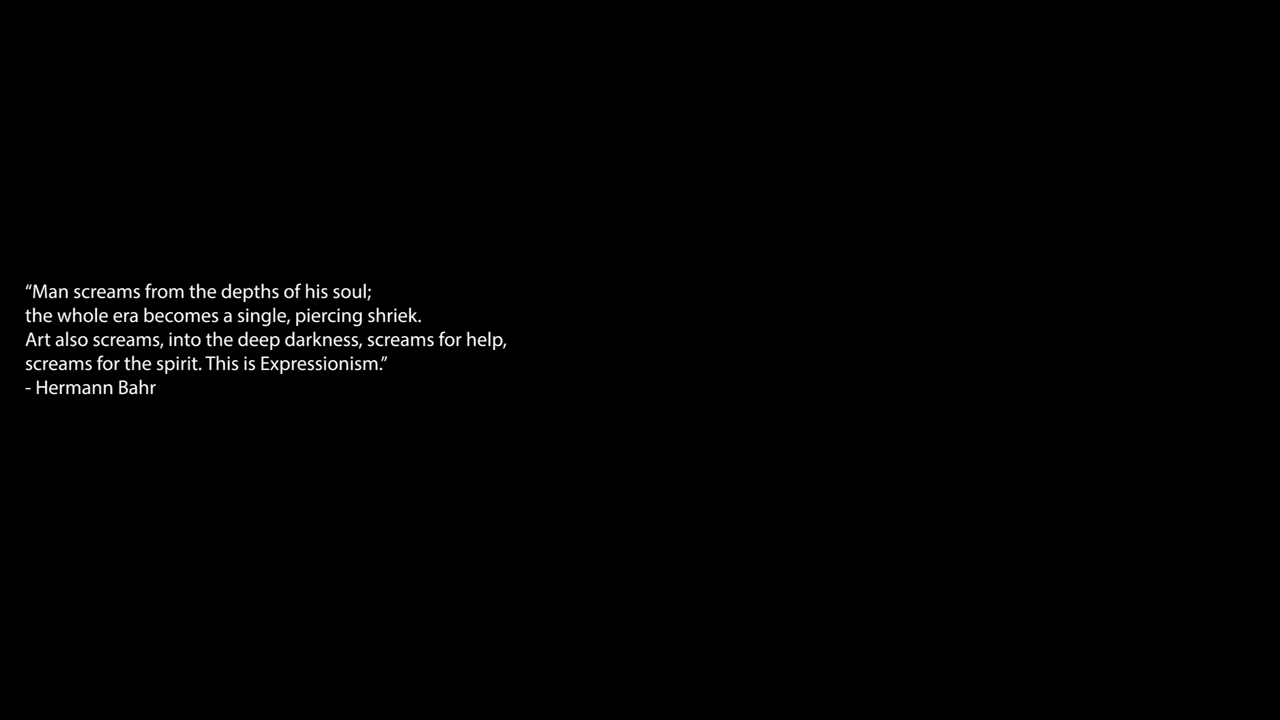 “Man screams from the depths of his soul;
the whole era becomes a single, piercing shriek.
Art also screams, into the deep darkness, screams for help,
screams for the spirit. This is Expressionism.”
- Hermann Bahr